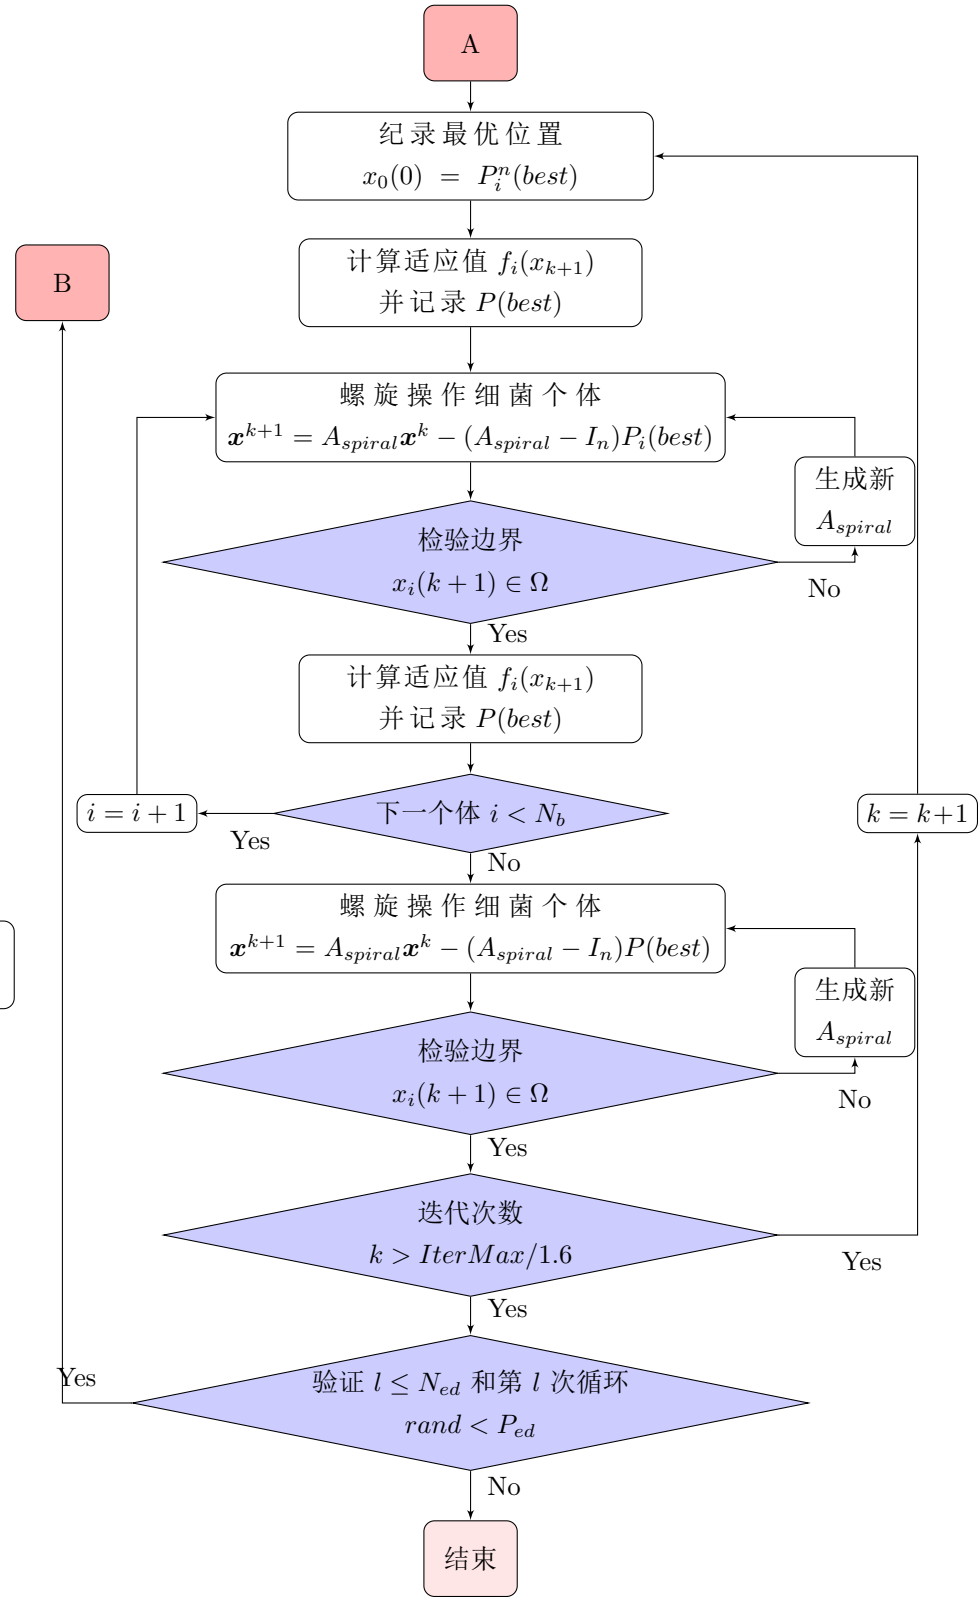 A
纪录最优位置
x_0(0) = P_i^n(best)
计算适应值 f_i(x_{k+1})
并记录 P(best)
B
螺旋操作细菌个体
x^{k+1} = A_{spiral}x^k − (A_{spiral} − I_n)P_i(best)
生成新
A_{spiral}
检验边界
x_i(k + 1) ∈ Ω
No
Yes
计算适应值 f_i(x_{k+1})
并记录 P(best)
i = i + 1
下一个体 i < N_b
k = k+1
Yes
No
螺旋操作细菌个体
x^{k+1} = A_{spiral}x^k − (A_{spiral} − I_n)P(best)
生成新
A_{spiral}
检验边界
x_i(k + 1) ∈ Ω
No
Yes
迭代次数
k > IterMax/1.6
Yes
Yes
Yes
验证 l ≤ N_{ed} 和第 l 次循环
rand < P_{ed}
No
结束